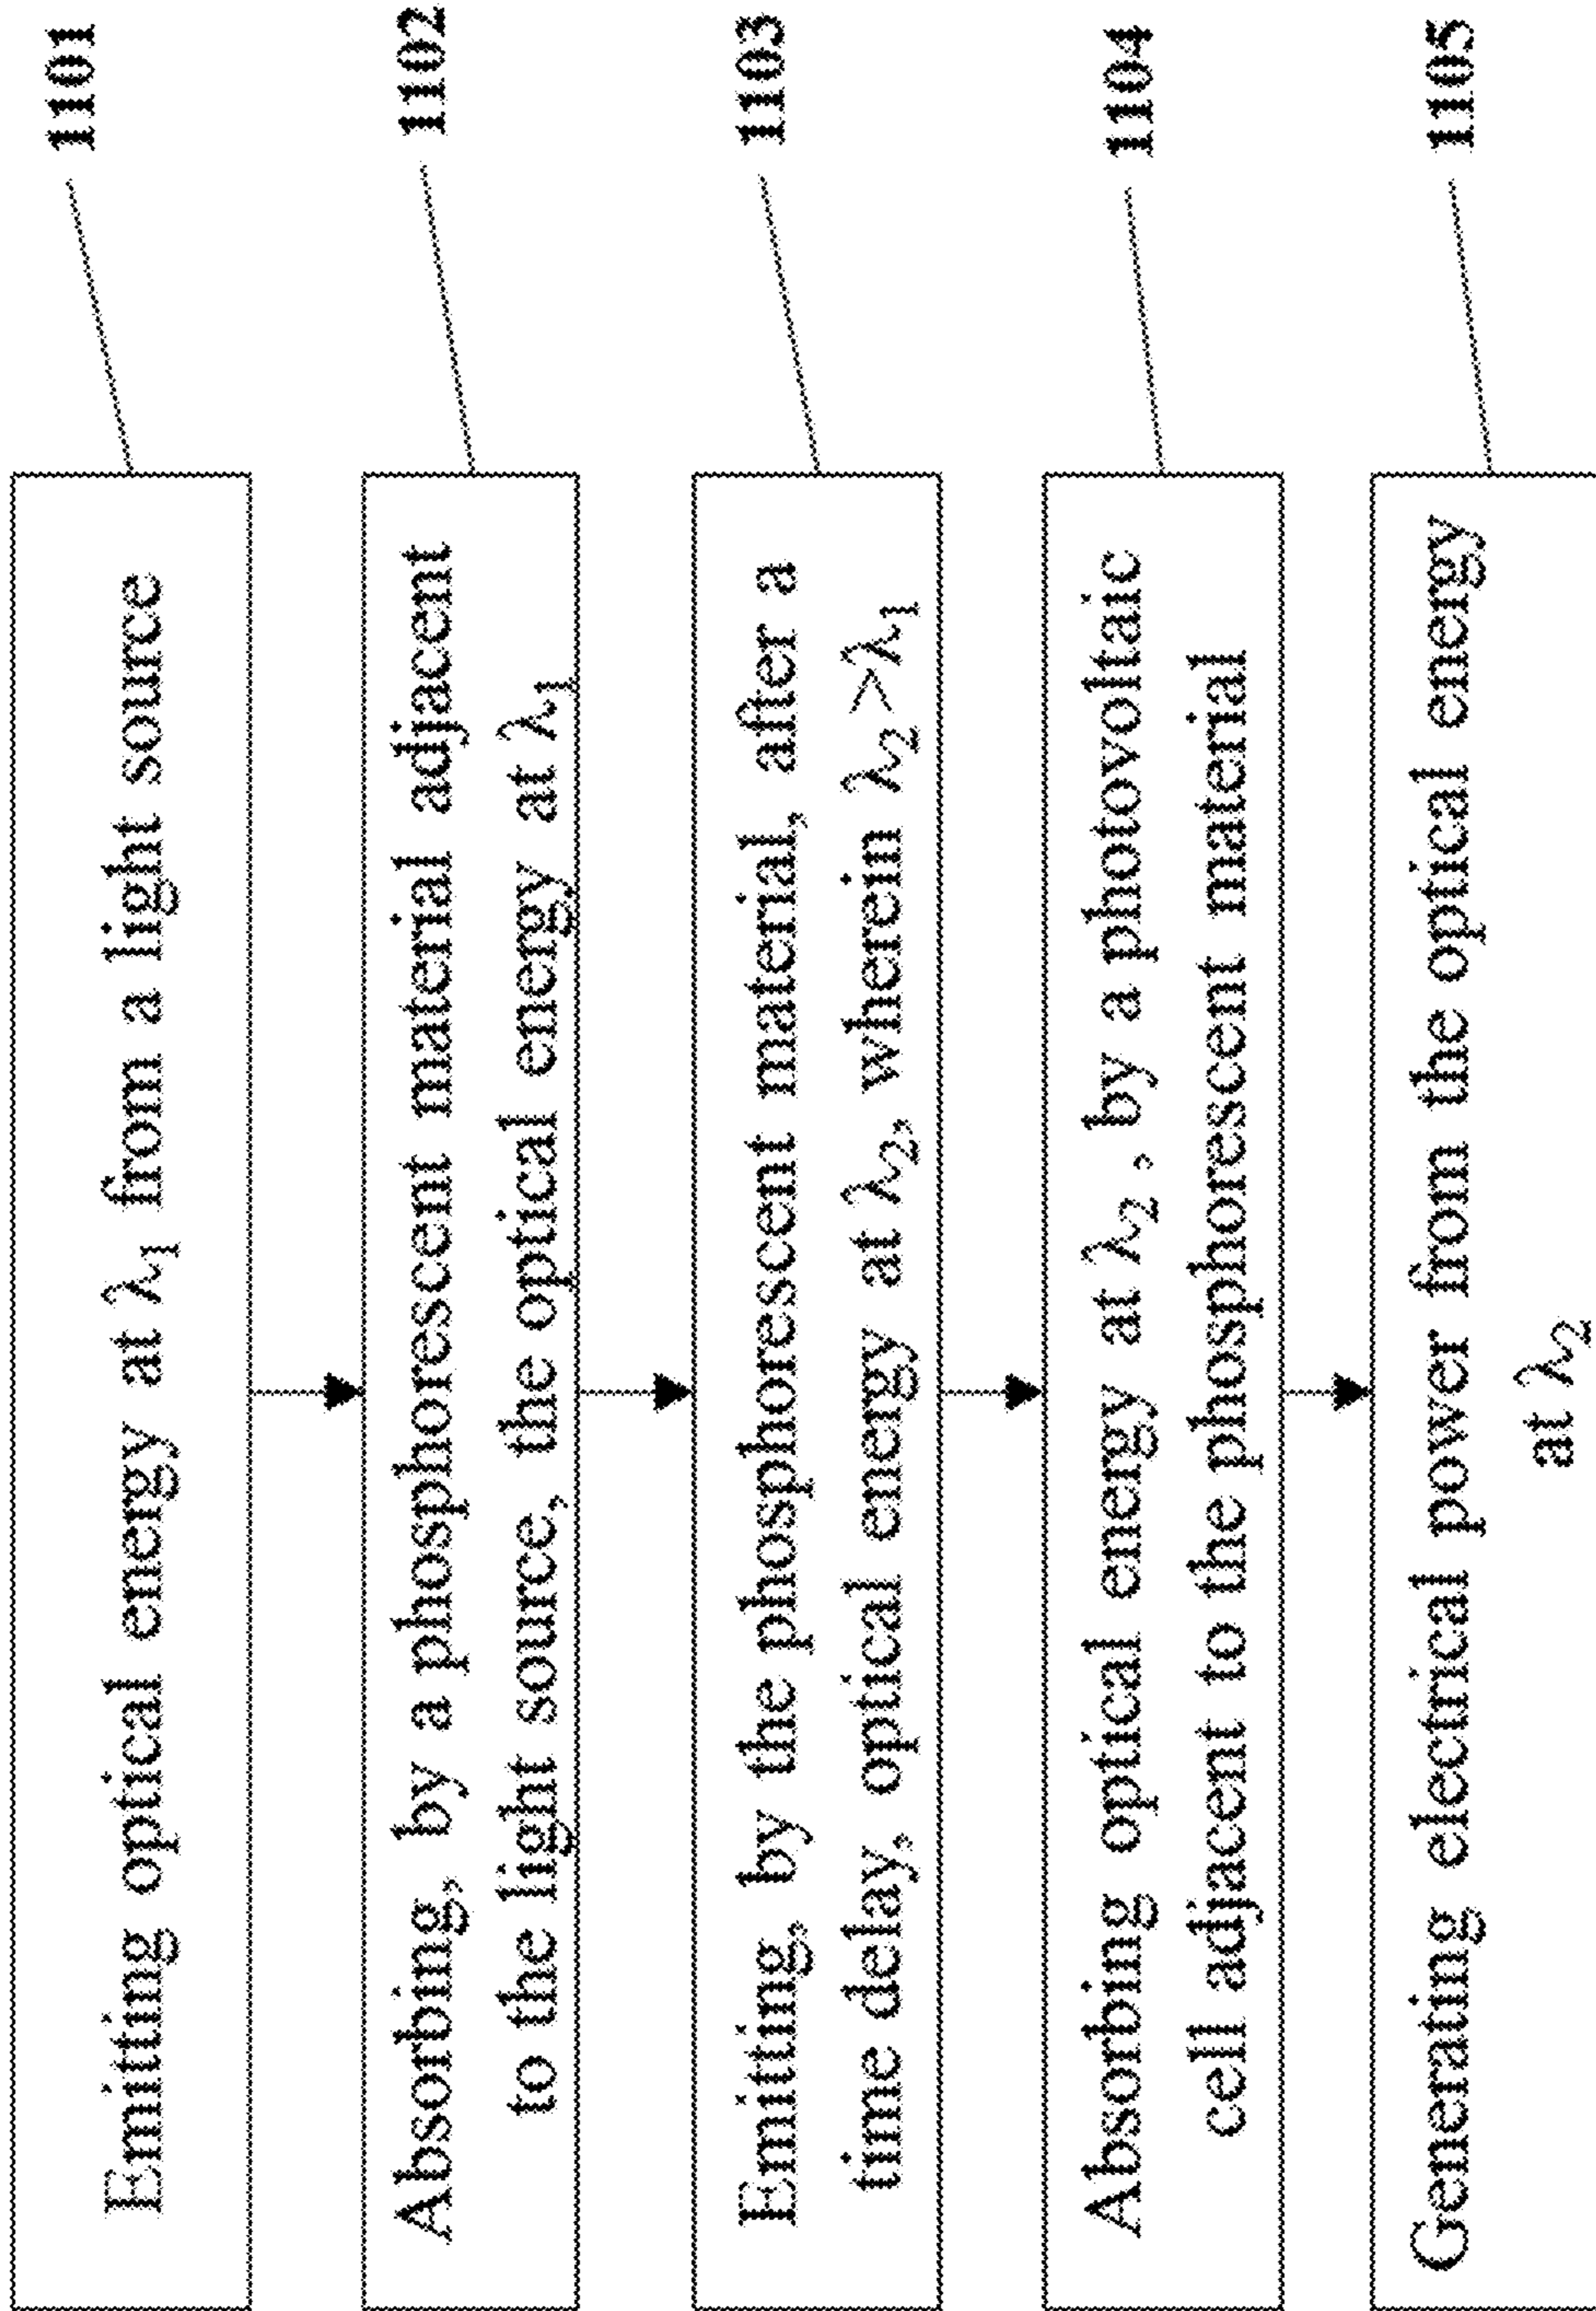 Emitting optical energy at λ₁ from a light source
1101
Absorbing, by a phosphorescent material adjacent
to the light source, the optical energy at λ₁
1102
Emitting, by the phosphorescent material, after a
time delay, optical energy at λ₂, wherein λ₂ >λ₁
1103
Absorbing optical energy at λ₂ , by a photovoltaic
cell adjacent to the phosphorescent material
1104
Generating electrical power from the optical energy
at λ₂
1105